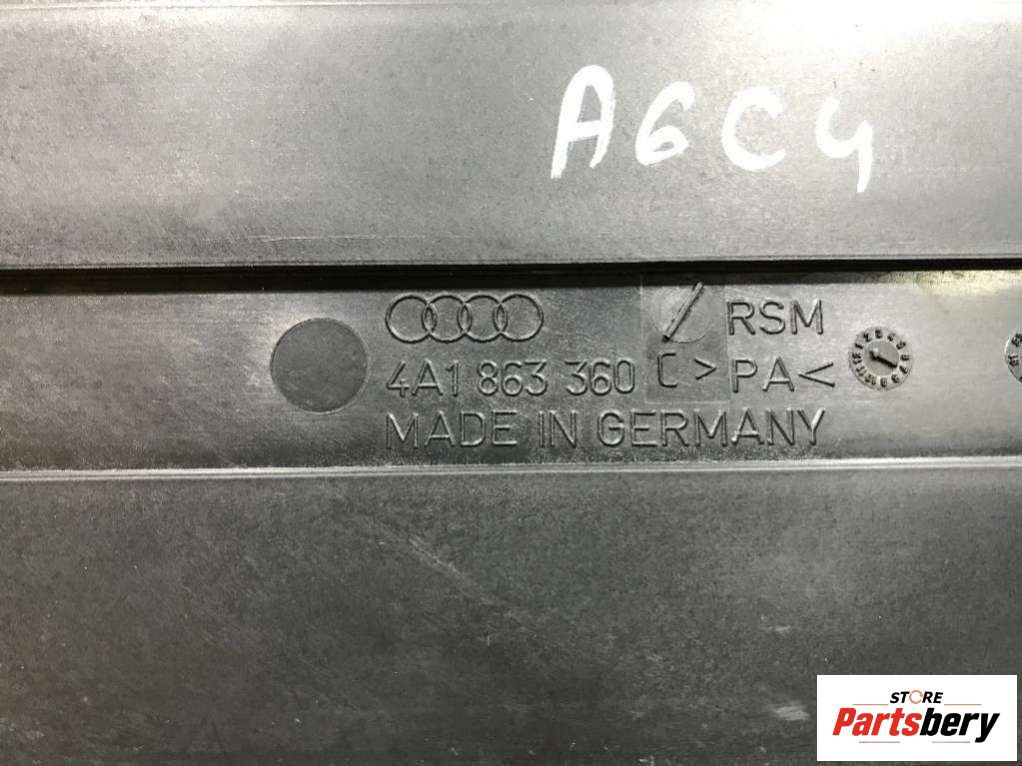 A6C4
RSM
4A1 863 360 C >PA<
MADE IN GERMANY
STORE
Partsbery